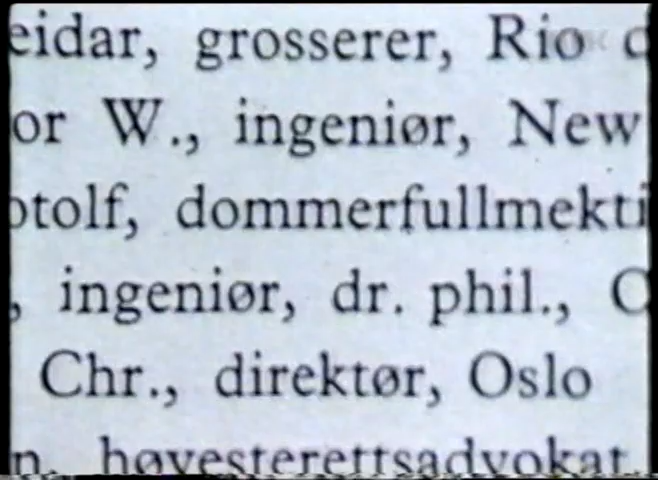 eidar, grosserer, Rio d
or W., ingeniør, New
otolf, dommerfullmekti
, ingeniør, dr. phil., O
Chr., direktør, Oslo
n, høyesterettsadvokat